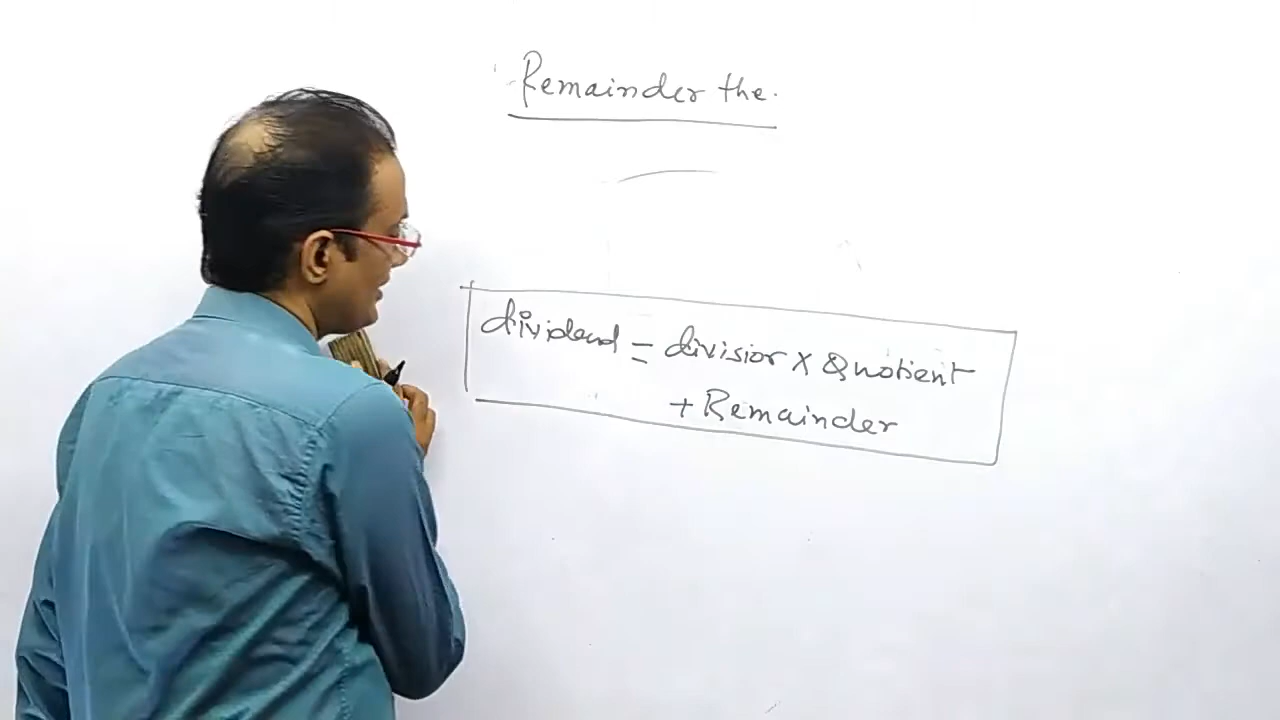 Remainder the.
dividend = divisior × Quotient
+ Remainder